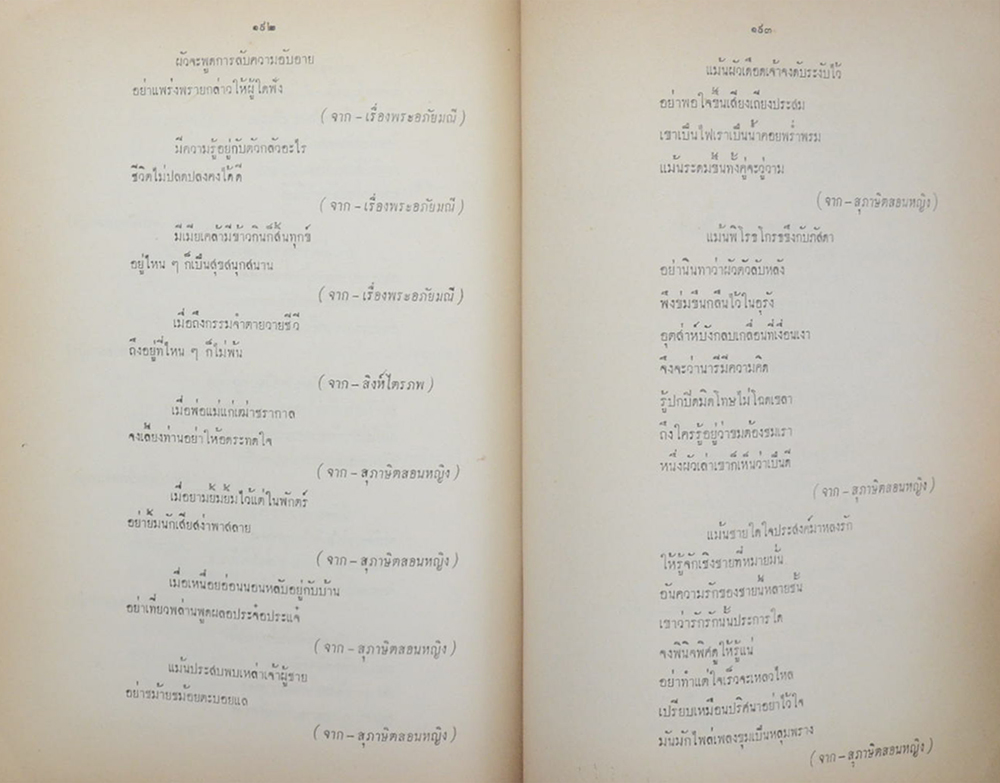 ๑๙๒
ผัวจะพูดการลับความอับอาย
อย่าแพร่งพรายกล่าวให้ผู้ใดฟัง
(จาก – เรื่องพระอภัยมณี)
มีความรู้อยู่กับตัวกลัวอะไร
ชีวิตไม่ปลดปลงคงได้ดี
(จาก – เรื่องพระอภัยมณี)
มีเมียเคล้ามีข้าวกินก็สิ้นทุกข์
อยู่ไหน ๆ ก็เป็นสุขสนุกสนาน
(จาก – เรื่องพระอภัยมณี)
เมื่อถึงกรรมจำตายวายชีวี
ถึงอยู่ที่ไหน ๆ ก็ไม่พ้น
(จาก – สิงห์ไตรภพ)
เมื่อพ่อแม่แก่เฒ่าชรากาล
จงเลี้ยงท่านอย่าให้อดระทดใจ
(จาก – สุภาษิตสอนหญิง)
เมื่อยามยิ้มยิ้มไว้แต่ในพักตร์
อย่ายิ้มนักเสียสง่าพาสลาย
(จาก – สุภาษิตสอนหญิง)
เมื่อเหนื่อยอ่อนนอนหลับอยู่กับบ้าน
อย่าเที่ยวพล่านพูดผลอประจ๋อประแจ๋
(จาก – สุภาษิตสอนหญิง)
แม้นประสบพบเหล่าเจ้าผู้ชาย
อย่าชม้ายชม้อยตะบอยแล
(จาก – สุภาษิตสอนหญิง)
๑๙๓
แม้นผัวเดือดเจ้าจงดับระงับไว้
อย่าพอใจขึ้นเสียงเถียงประสม
เขาเป็นไฟเราเป็นน้ำคอยพร่ำพรม
แม้นระดมขึ้นทั้งคู่จะวู่วาม
(จาก – สุภาษิตสอนหญิง)
แม้นพิโรธโกรธขึ้งกับภัสดา
อย่านินทาว่าผัวตัวลับหลัง
พึงข่มขืนกลืนไว้ในอุรัง
อุตส่าห์บังกลบเกลื่อนที่เงื่อนเงา
จึงจะว่านารีมีความคิด
รู้ปกปิดมิดโทษไม่โฉดเขลา
ถึงใครรู้อยู่ว่าชมต้องชมเรา
หนึ่งผัวเล่าเขาก็เห็นว่าเป็นดี
(จาก – สุภาษิตสอนหญิง)
แม้นชายใดใจประสงค์มาหลงรัก
ให้รู้จักเชิงชายที่หมายมั่น
อันความรักของชายนี้หลายชั้น
เขาว่ารักรักนั้นประการใด
จงพินิจพิศดูให้รู้แน่
อย่าทำแต่ใจเร็วจะเหลวไหล
เปรียบเหมือนปริศนาอย่าไว้ใจ
มันมักไพล่เพลงขุมเป็นหลุมพราง
(จาก – สุภาษิตสอนหญิง)